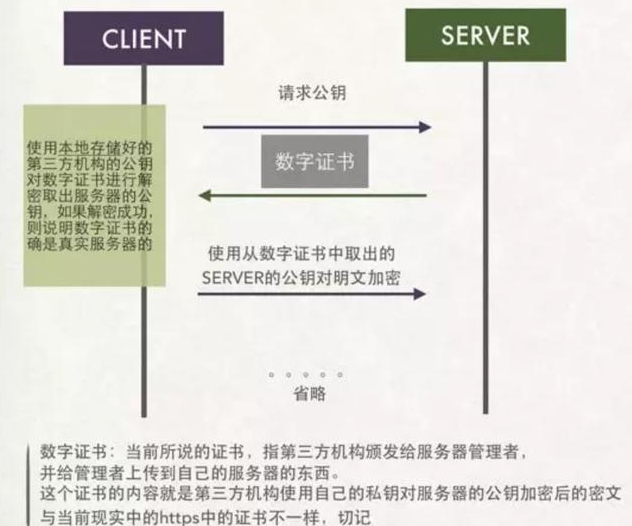 CLIENT
SERVER
请求公钥
数字证书
使用本地存储好的
第三方机构的公钥
对数字证书进行解
密取出服务器的公
钥，如果解密成功，
则说明数字证书的
确是真实服务器的
使用从数字证书中取出的
SERVER的公钥对明文加密
。。。。。
省略
数字证书：当前所说的证书，指第三方机构颁发给服务器管理者，
并给管理者上传到自己的服务器的东西。
这个证书的内容就是第三方机构使用自己的私钥对服务器的公钥加密后的密文
与当前现实中的https中的证书不一样，切记